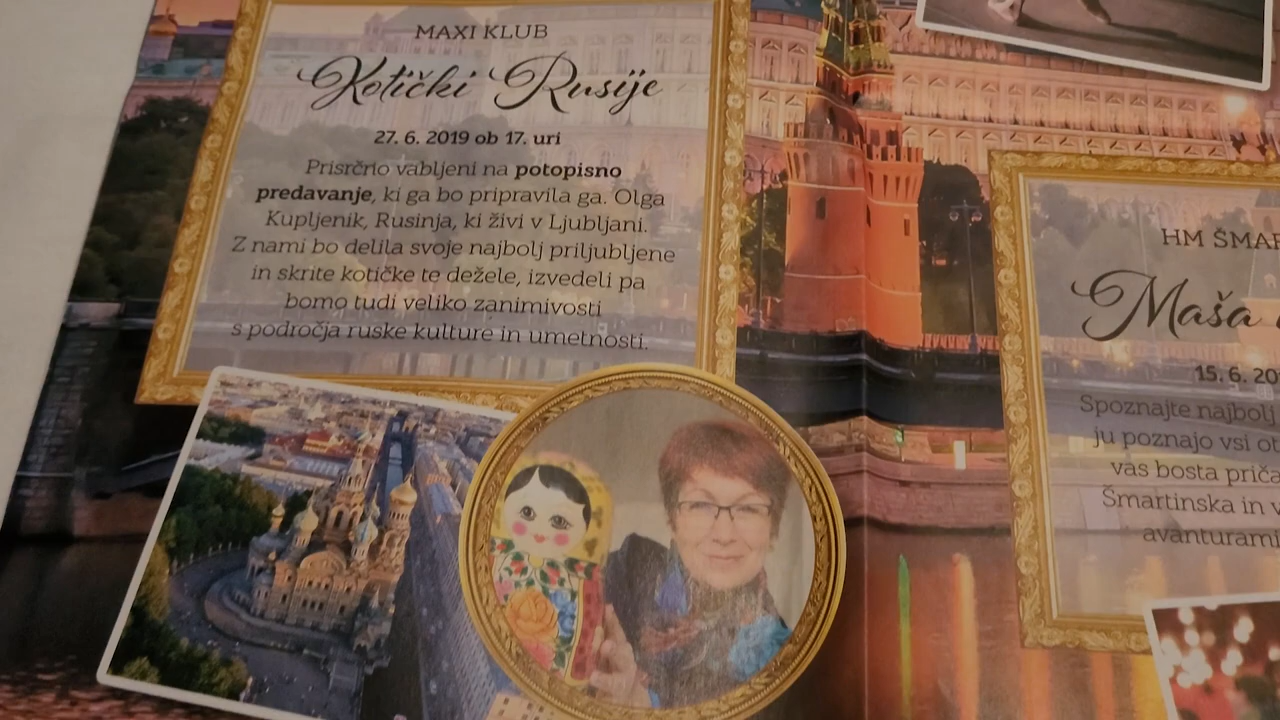 MAXI KLUB
Kotički Rusije
27. 6. 2019 ob 17. uri
Prisrčno vabljeni na potopisno
predavanje, ki ga bo pripravila ga. Olga
Kupljenik, Rusinja, ki živi v Ljubljani.
Z nami bo delila svoje najbolj priljubljene
in skrite kotičke te dežele, izvedeli pa
bomo tudi veliko zanimivosti
s področja ruske kulture in umetnosti.
HM ŠMAR
Maša
15. 6. 20
Spoznajte najbolj
ju poznajo vsi ot
vas bosta priča
Šmartinska in v
avanturami